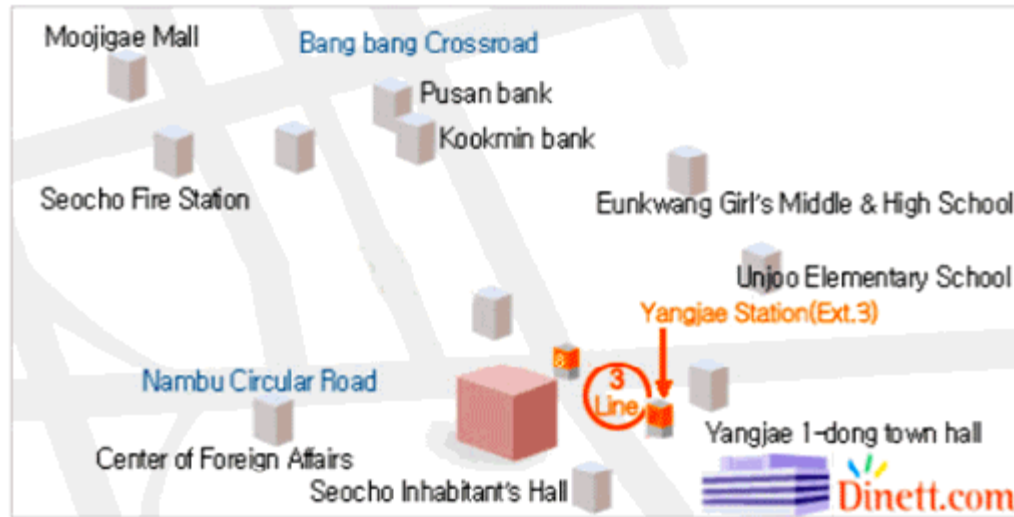 Moojigae Mall
Bang bang Crossroad
Pusan bank
Kookmin bank
Seocho Fire Station
Eunkwang Girl's Middle & High School
Unjoo Elementary School
Yangjae Station(Ext.3)
8
Nambu Circular Road
3
Line
Yangjae 1-dong town hall
Center of Foreign Affairs
Seocho Inhabitant's Hall
Dinett.com